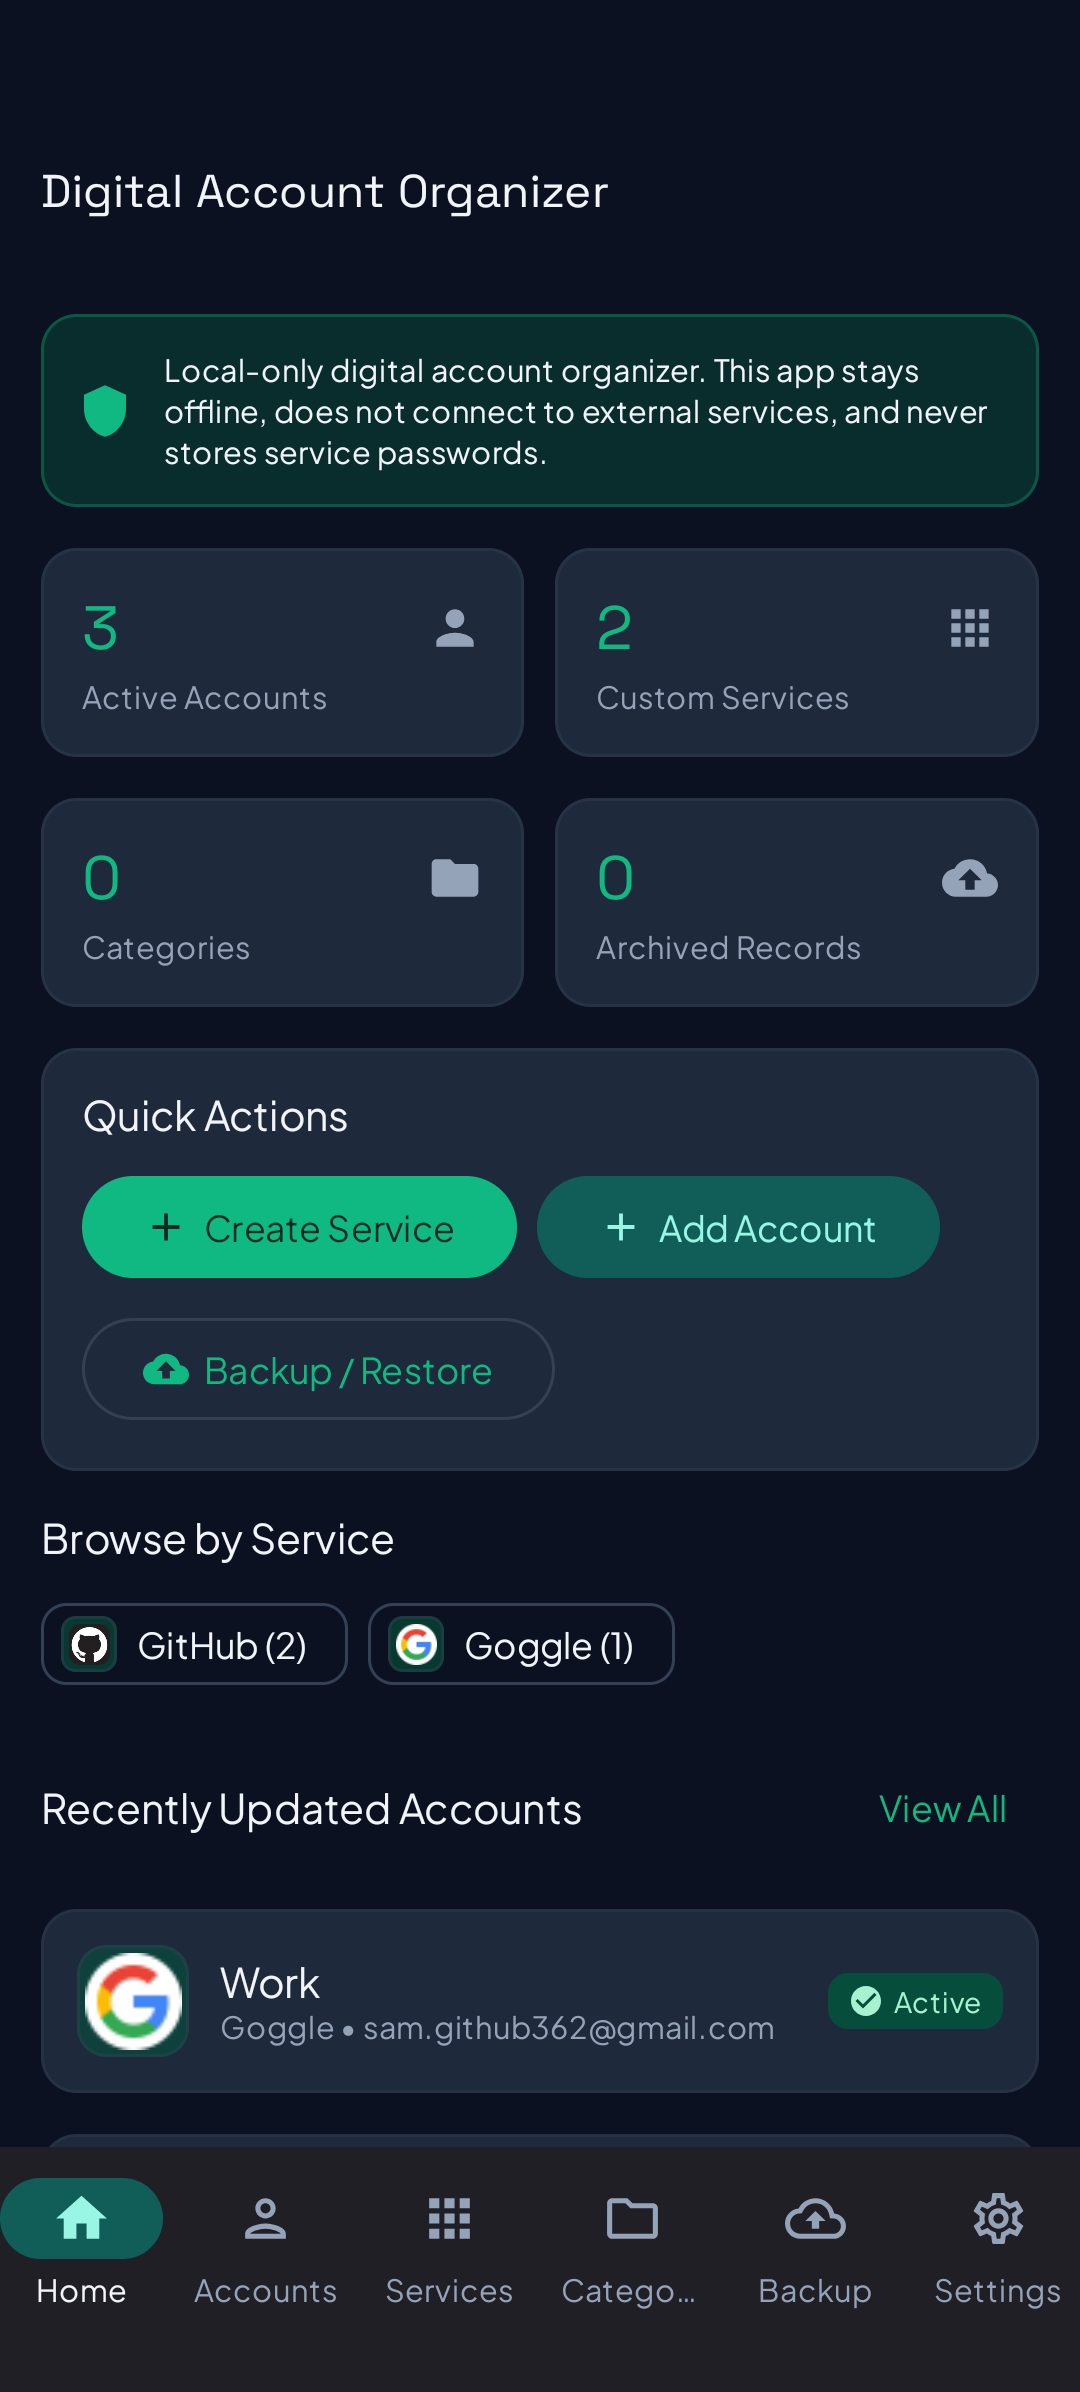 Digital Account Organizer
Local-only digital account organizer. This app stays
offline, does not connect to external services, and never
stores service passwords.
3
Active Accounts
2
Custom Services
0
Categories
0
Archived Records
Quick Actions
Create Service
Add Account
Backup / Restore
Browse by Service
GitHub (2)
Goggle (1)
Recently Updated Accounts
View All
Work
Goggle • sam.github362@gmail.com
Active
Home
Accounts
Services
Catego...
Backup
Settings